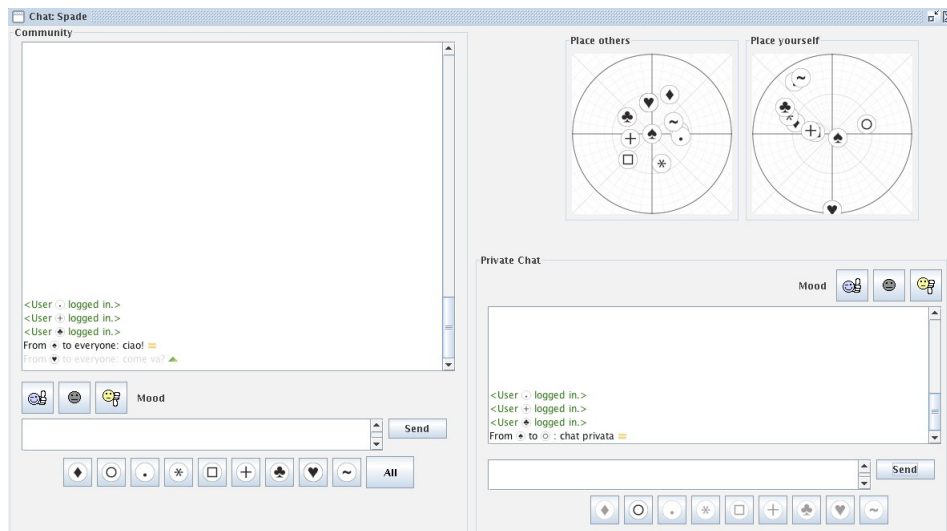 Chat: Spade
Community
<User . logged in.>
<User + logged in.>
<User ♣ logged in.>
From ♠ to everyone: ciao! =
From ♥ to everyone: come va?
Mood
Send
All
Place others
Place yourself
Private Chat
Mood
<User . logged in.>
<User + logged in.>
<User ♣ logged in.>
From ♠ to ○ : chat privata =
Send